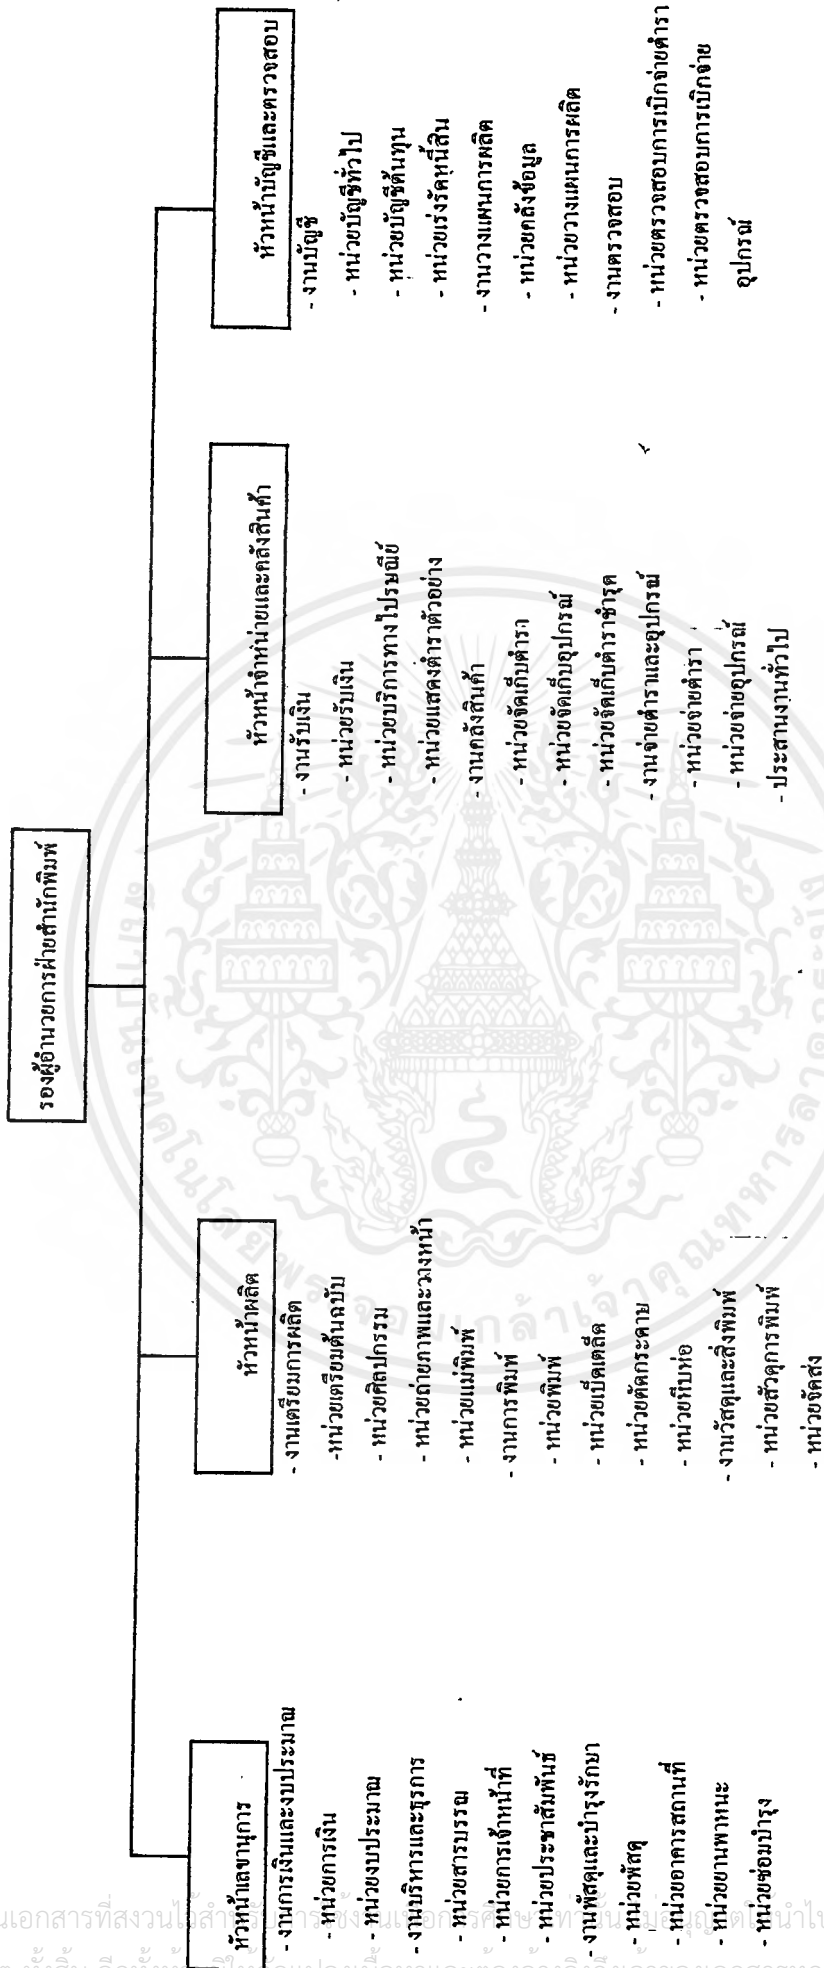 รองผู้อำนวยการฝ่ายสำนักพิมพ์
หัวหน้าเลขานุการ
- งานการเงินและงบประมาณ
- หน่วยการเงิน
- หน่วยงบประมาณ
- งานบริหารและธุรการ
- หน่วยสารบรรณ
- หน่วยการเจ้าหน้าที่
- หน่วยประชาสัมพันธ์
- งานพัสดุและบำรุงรักษา
- หน่วยพัสดุ
- หน่วยอาคารสถานที่
- หน่วยยานพาหนะ
- หน่วยซ่อมบำรุง
หัวหน้าผลิต
- งานเตรียมการผลิต
-หน่วยเตรียมต้นฉบับ
- หน่วยศิลปกรรม
- หน่วยถ่ายภาพและวางหน้า
- หน่วยแม่พิมพ์
- งานการพิมพ์
- หน่วยพิมพ์
- หน่วยเบ็ดเตล็ด
- หน่วยตัดกระดาษ
- หน่วยหีบห่อ
- งานวัสดุและสิ่งพิมพ์
- หน่วยสัวดุการพิมพ์
- หน่วยจัดส่ง
หัวหน้าจำหน่ายและคลังสินค้า
- งานรับเงิน
- หน่วยรับเงิน
- หน่วยบริการทางไปรษณีย์
- หน่วยแสดงตำราตัวอย่าง
- งานคลังสินค้า
- หน่วยจัดเก็บตำรา
- หน่วยจัดเก็บอุปกรณ์
- หน่วยจัดเก็บตำราชำรุด
- งานจ่ายตำราและอุปกรณ์
- หน่วยจ่ายตำรา
- หน่วยจ่ายอุปกรณ์
- ประสานงานทั่วไป
หัวหน้าบัญชีและตรวจสอบ
- งานบัญชี
- หน่วยบัญชีทั่วไป
- หน่วยบัญชีต้นทุน
- หน่วยเร่งรัดหนี้สิน
- งานวางแผนการผลิต
- หน่วยคลังข้อมูล
- หน่วยวางแผนการผลิต
- งานตรวจสอบ
- หน่วยตรวจสอบการเบิกจ่ายตำรา
- หน่วยตรวจสอบการเบิกจ่าย
อุปกรณ์